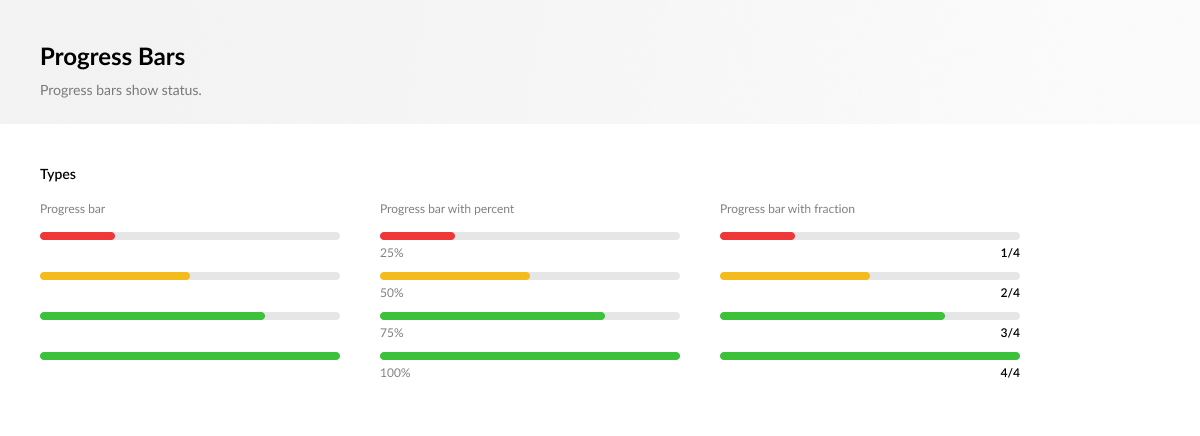 Progress Bars
Progress bars show status.
Types
Progress bar
Progress bar with percent
Progress bar with fraction
25%
1/4
50%
2/4
75%
3/4
100%
4/4